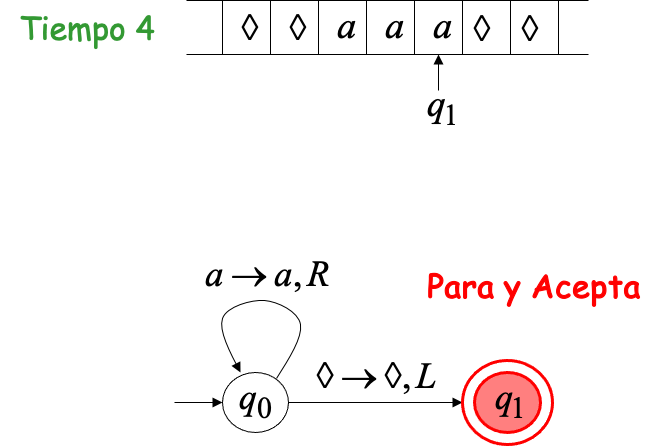 Tiempo 4 ◊ ◊ a a a ◊ ◊
q₁
a → a, R
Para y Acepta
◊ → ◊, L
q₀ q₁